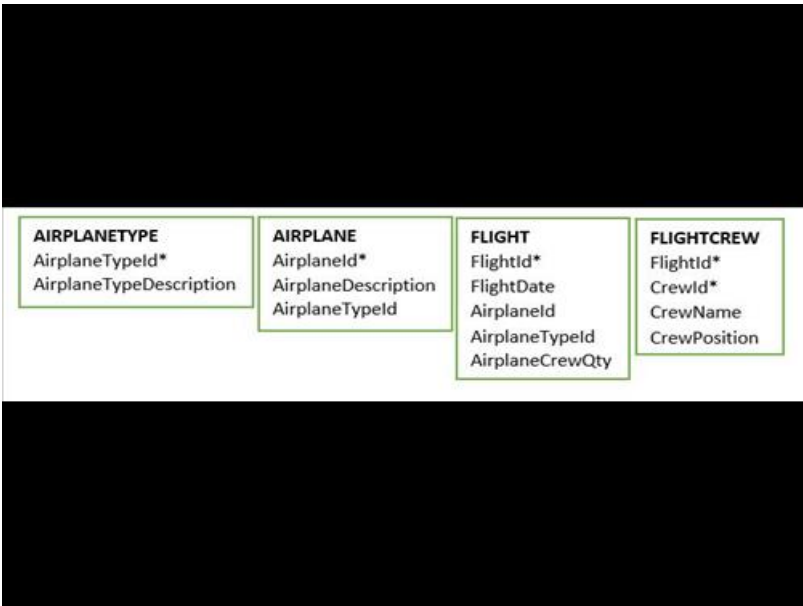 AIRPLANETYPE
AirplaneTypeId*
AirplaneTypeDescription
AIRPLANE
AirplaneId*
AirplaneDescription
AirplaneTypeId
FLIGHT
FlightId*
FlightDate
AirplaneId
AirplaneTypeId
AirplaneCrewQty
FLIGHTCREW
FlightId*
CrewId*
CrewName
CrewPosition